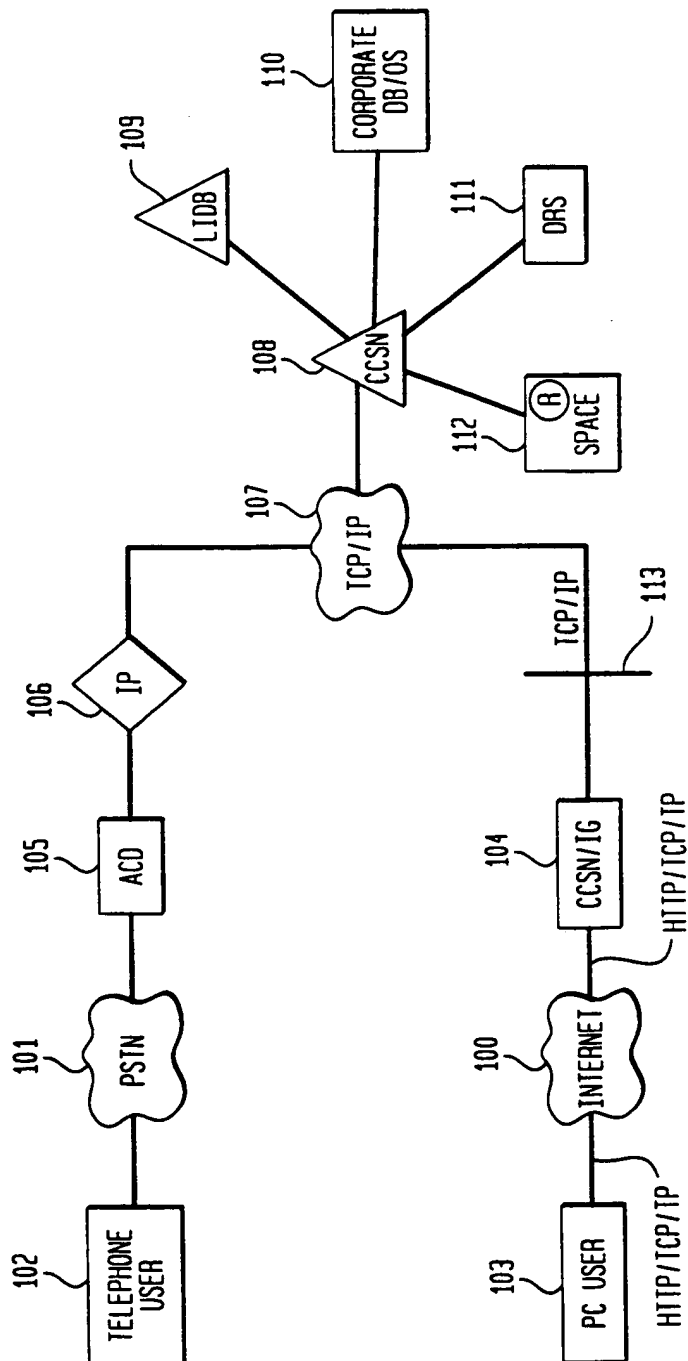 102
TELEPHONE
USER
101
PSTN
105
ACD
106
IP
107
TCP/IP
108
CCSN
109
LIDB
110
CORPORATE
DB/OS
111
DRS
112
R
SPACE
103
PC USER
HTTP/TCP/TP
100
INTERNET
HTTP/TCP/TP
104
CCSN/IG
TCP/IP
113